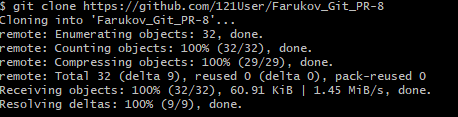 $ git clone https://github.com/121User/Farukov_Git_PR-8
Cloning into 'Farukov_Git_PR-8'...
remote: Enumerating objects: 32, done.
remote: Counting objects: 100% (32/32), done.
remote: Compressing objects: 100% (29/29), done.
remote: Total 32 (delta 9), reused 0 (delta 0), pack-reused 0
Receiving objects: 100% (32/32), 60.91 KiB | 1.45 MiB/s, done.
Resolving deltas: 100% (9/9), done.